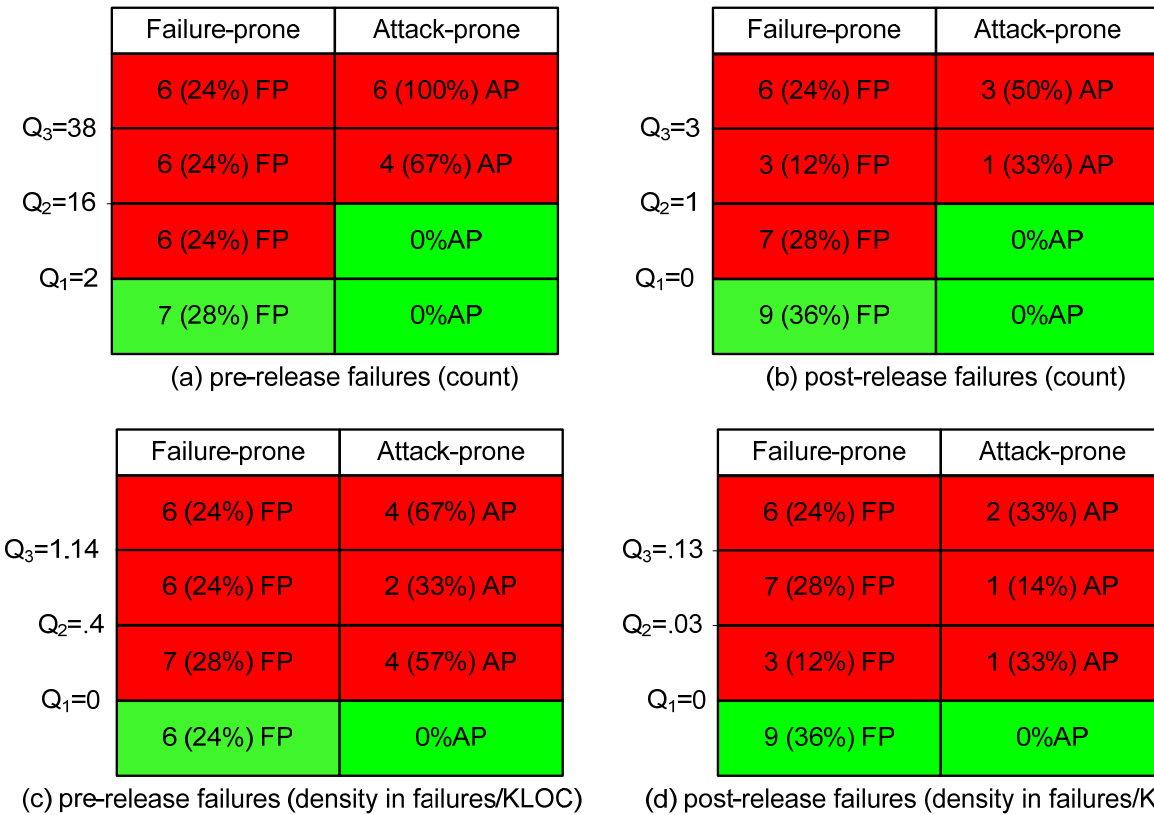 Failure-prone Attack-prone
6 (24%) FP 6 (100%) AP
Q3=38
6 (24%) FP 4 (67%) AP
Q2=16
6 (24%) FP 0%AP
Q1=2
7 (28%) FP 0%AP
(a) pre-release failures (count)
Failure-prone Attack-prone
6 (24%) FP 3 (50%) AP
Q3=3
3 (12%) FP 1 (33%) AP
Q2=1
7 (28%) FP 0%AP
Q1=0
9 (36%) FP 0%AP
(b) post-release failures (count)
Failure-prone Attack-prone
6 (24%) FP 4 (67%) AP
Q3=1.14
6 (24%) FP 2 (33%) AP
Q2=.4
7 (28%) FP 4 (57%) AP
Q1=0
6 (24%) FP 0%AP
(c) pre-release failures (density in failures/KLOC)
Failure-prone Attack-prone
6 (24%) FP 2 (33%) AP
Q3=.13
7 (28%) FP 1 (14%) AP
Q2=.03
3 (12%) FP 1 (33%) AP
Q1=0
9 (36%) FP 0%AP
(d) post-release failures (density in failures/K